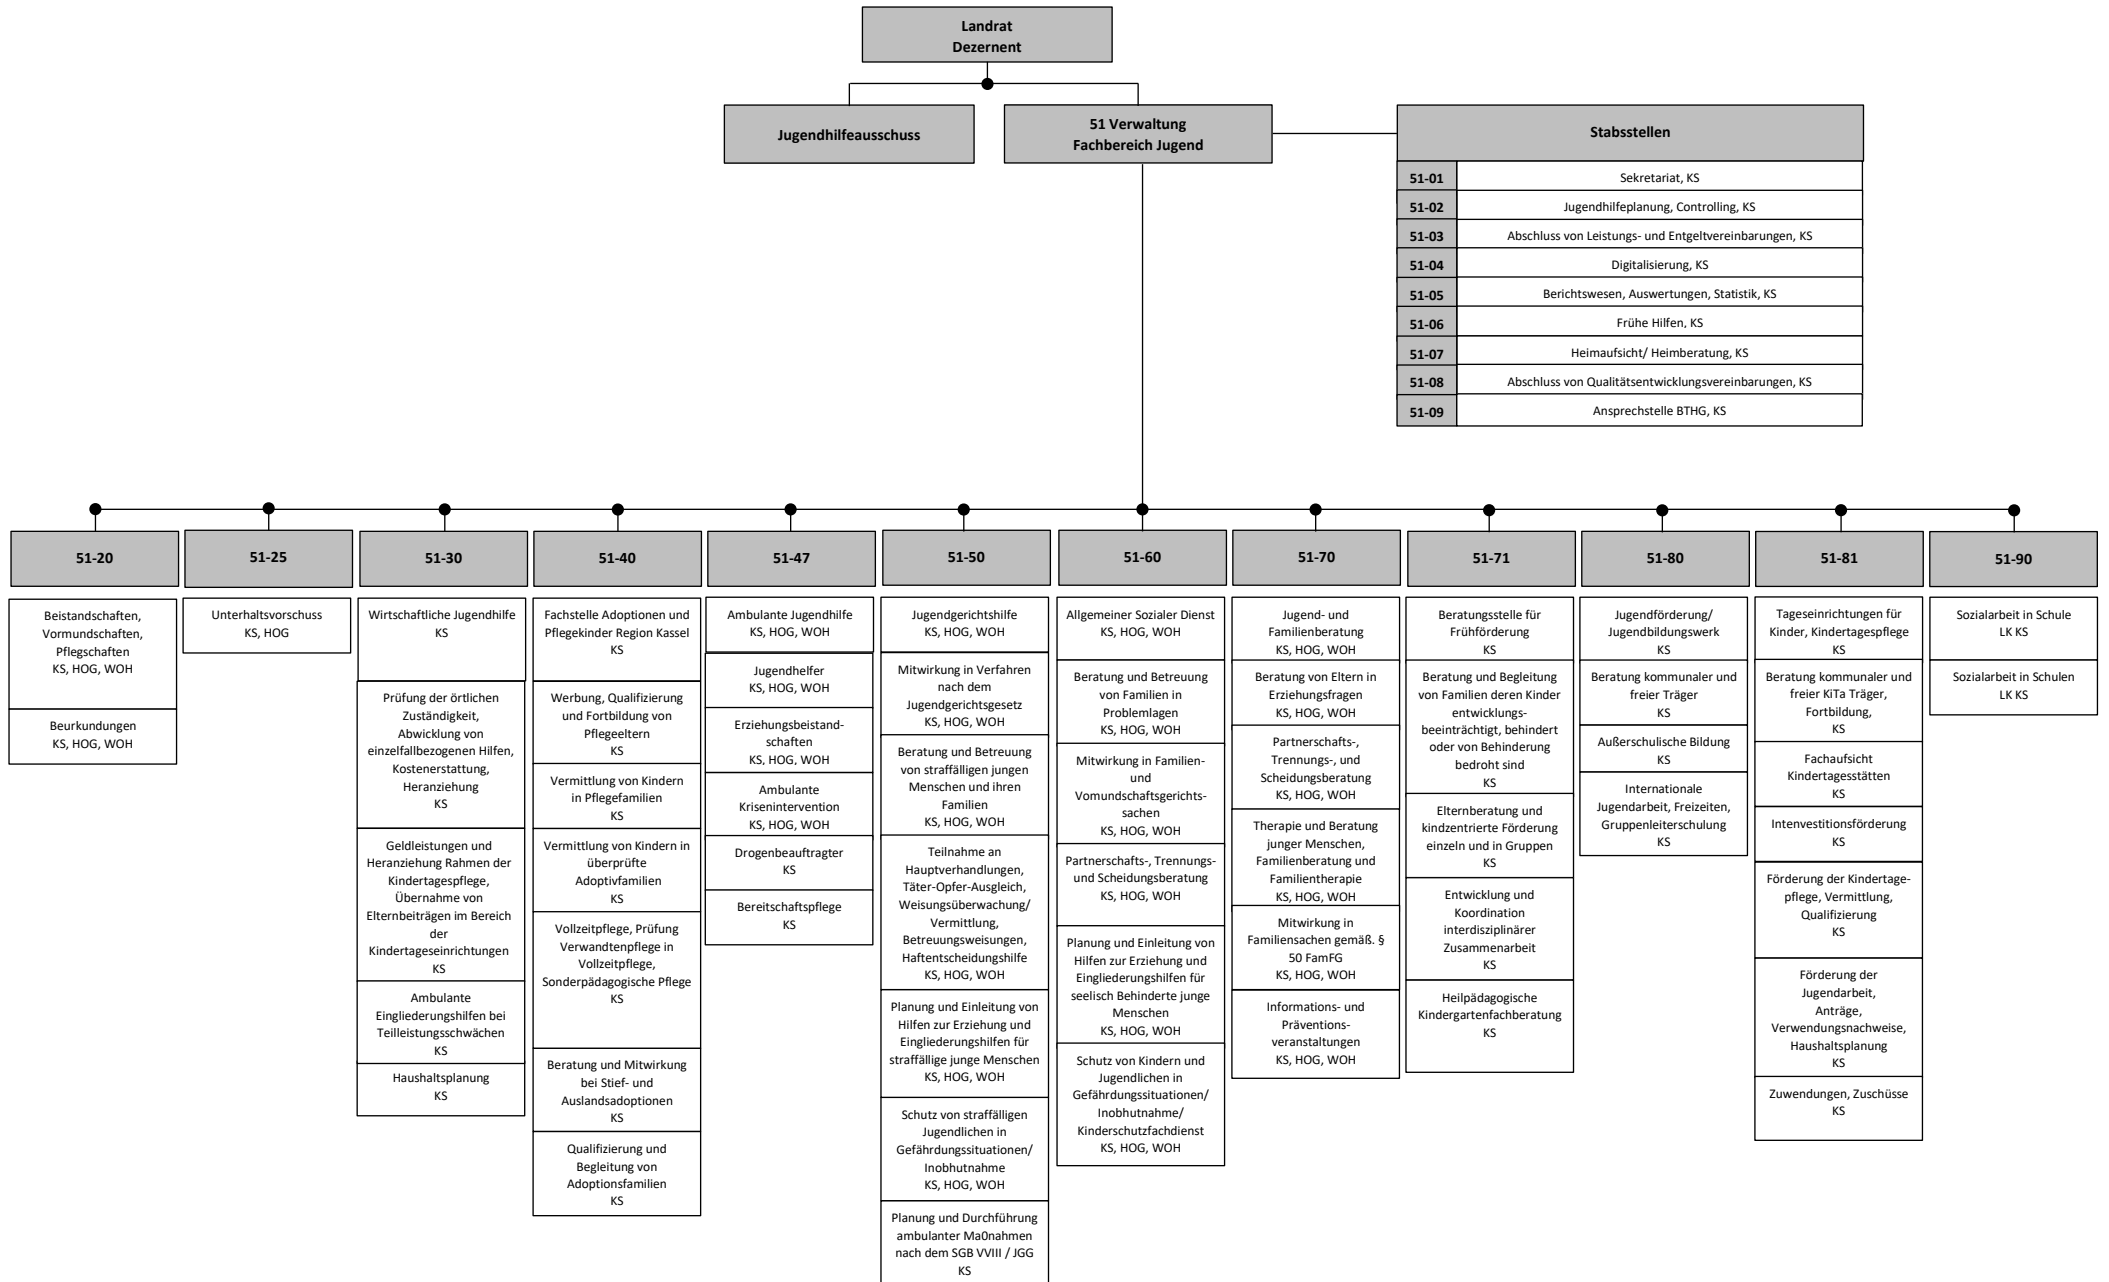 Landrat
Dezernent
Jugendhilfeausschuss
51 Verwaltung
Fachbereich Jugend
Stabsstellen
51-01
Sekretariat, KS
51-02
Jugendhilfeplanung, Controlling, KS
51-03
Abschluss von Leistungs- und Entgeltvereinbarungen, KS
51-04
Digitalisierung, KS
51-05
Berichtswesen, Auswertungen, Statistik, KS
51-06
Frühe Hilfen, KS
51-07
Heimaufsicht/ Heimberatung, KS
51-08
Abschluss von Qualitätsentwicklungsvereinbarungen, KS
51-09
Ansprechstelle BTHG, KS
51-20
Beistandschaften,
Vormundschaften,
Pflegschaften
KS, HOG, WOH
Beurkundungen
KS, HOG, WOH
51-25
Unterhaltsvorschuss
KS, HOG
51-30
Wirtschaftliche Jugendhilfe
KS
Prüfung der örtlichen
Zuständigkeit,
Abwicklung von
einzelfallbezogenen Hilfen,
Kostenerstattung,
Heranziehung
KS
Geldleistungen und
Heranziehung Rahmen der
Kindertagespflege,
Übernahme von
Elternbeiträgen im Bereich
der
Kindertageseinrichtungen
KS
Ambulante
Eingliederungshilfen bei
Teilleistungsschwächen
KS
Haushaltsplanung
KS
51-40
Fachstelle Adoptionen und
Pflegekinder Region Kassel
KS
Werbung, Qualifizierung
und Fortbildung von
Pflegeeltern
KS
Vermittlung von Kindern
in Pflegefamilien
KS
Vermittlung von Kindern in
überprüfte
Adoptivfamilien
KS
Vollzeitpflege, Prüfung
Verwandtenpflege in
Vollzeitpflege,
Sonderpädagogische Pflege
KS
Beratung und Mitwirkung
bei Stief- und
Auslandsadoptionen
KS
Qualifizierung und
Begleitung von
Adoptionsfamilien
KS
51-47
Ambulante Jugendhilfe
KS, HOG, WOH
Jugendhelfer
KS, HOG, WOH
Erziehungsbeistand-
schaften
KS, HOG, WOH
Ambulante
Krisenintervention
KS, HOG, WOH
Drogenbeauftragter
KS
Bereitschaftspflege
KS
51-50
Jugendgerichtshilfe
KS, HOG, WOH
Mitwirkung in Verfahren
nach dem
Jugendgerichtsgesetz
KS, HOG, WOH
Beratung und Betreuung
von straffälligen jungen
Menschen und ihren
Familien
KS, HOG, WOH
Teilnahme an
Hauptverhandlungen,
Täter-Opfer-Ausgleich,
Weisungsüberwachung/
Vermittlung,
Betreuungsweisungen,
Haftentscheidungshilfe
KS, HOG, WOH
Planung und Einleitung von
Hilfen zur Erziehung und
Eingliederungshilfen für
straffällige junge Menschen
KS, HOG, WOH
Schutz von straffälligen
Jugendlichen in
Gefährdungssituationen/
Inobhutnahme
KS, HOG, WOH
Planung und Durchführung
ambulanter Ma0nahmen
nach dem SGB VVIII / JGG
KS
51-60
Allgemeiner Sozialer Dienst
KS, HOG, WOH
Beratung und Betreuung
von Familien in
Problemlagen
KS, HOG, WOH
Mitwirkung in Familien-
und
Vomundschaftsgerichts-
sachen
KS, HOG, WOH
Partnerschafts-, Trennungs-
und Scheidungsberatung
KS, HOG, WOH
Planung und Einleitung von
Hilfen zur Erziehung und
Eingliederungshilfen für
seelisch Behinderte junge
Menschen
KS, HOG, WOH
Schutz von Kindern und
Jugendlichen in
Gefährdungssituationen/
Inobhutnahme/
Kinderschutzfachdienst
KS, HOG, WOH
51-70
Jugend- und
Familienberatung
KS, HOG, WOH
Beratung von Eltern in
Erziehungsfragen
KS, HOG, WOH
Partnerschafts-,
Trennungs-, und
Scheidungsberatung
KS, HOG, WOH
Therapie und Beratung
junger Menschen,
Familienberatung und
Familientherapie
KS, HOG, WOH
Mitwirkung in
Familiensachen gemäß. §
50 FamFG
KS, HOG, WOH
Informations- und
Präventions-
veranstaltungen
KS, HOG, WOH
51-71
Beratungsstelle für
Frühförderung
KS
Beratung und Begleitung
von Familien deren Kinder
entwicklungs-
beeinträchtigt, behindert
oder von Behinderung
bedroht sind
KS
Elternberatung und
kindzentrierte Förderung
einzeln und in Gruppen
KS
Entwicklung und
Koordination
interdisziplinärer
Zusammenarbeit
KS
Heilpädagogische
Kindergartenfachberatung
KS
51-80
Jugendförderung/
Jugendbildungswerk
KS
Beratung kommunaler und
freier Träger
KS
Außerschulische Bildung
KS
Internationale
Jugendarbeit, Freizeiten,
Gruppenleiterschulung
KS
51-81
Tageseinrichtungen für
Kinder, Kindertagespflege
KS
Beratung kommunaler und
freier KiTa Träger,
Fortbildung,
KS
Fachaufsicht
Kindertagesstätten
KS
Intenvestitionsförderung
KS
Förderung der Kindertage-
pflege, Vermittlung,
Qualifizierung
KS
Förderung der
Jugendarbeit,
Anträge,
Verwendungsnachweise,
Haushaltsplanung
KS
Zuwendungen, Zuschüsse
KS
51-90
Sozialarbeit in Schule
LK KS
Sozialarbeit in Schulen
LK KS